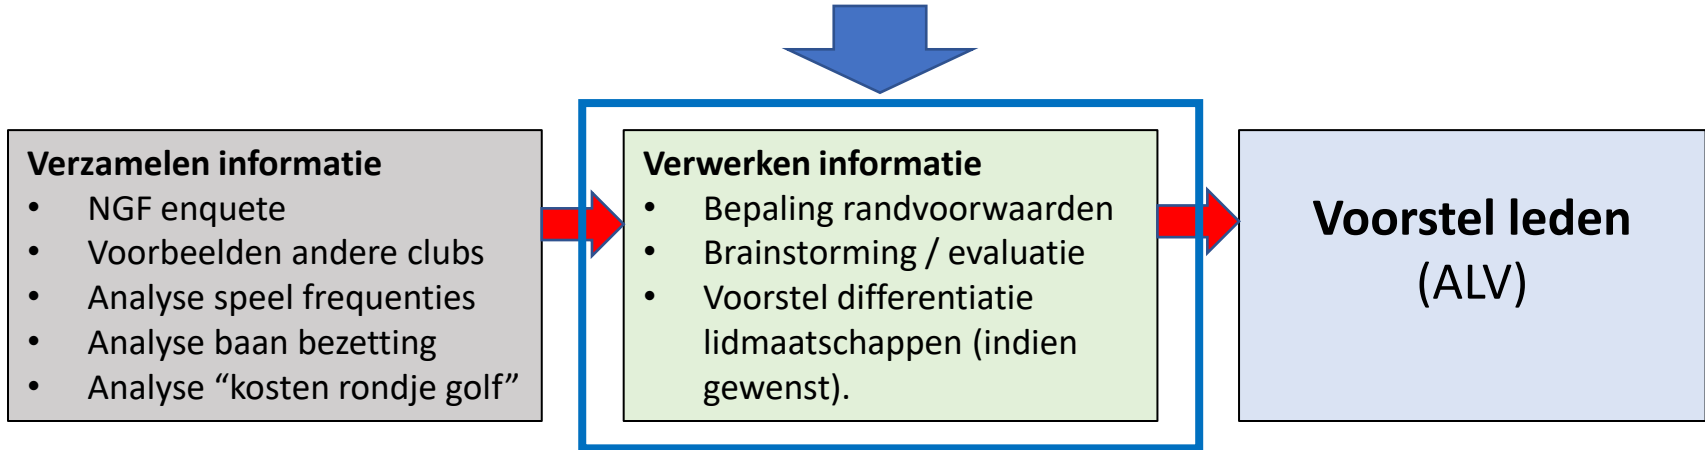 Verzamelen informatie
• NGF enquete
• Voorbeelden andere clubs
• Analyse speel frequenties
• Analyse baan bezetting
• Analyse “kosten rondje golf”
Verwerken informatie
• Bepaling randvoorwaarden
• Brainstorming / evaluatie
• Voorstel differentiatie
lidmaatschappen (indien
gewenst).
Voorstel leden
(ALV)